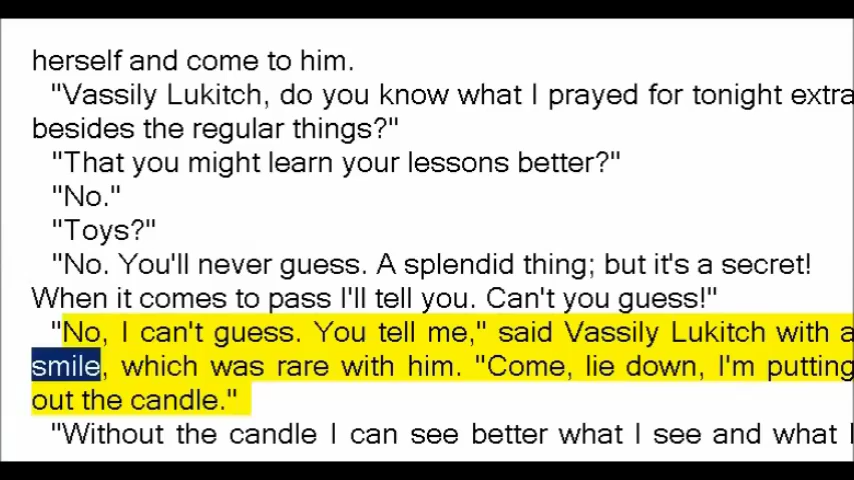 herself and come to him.
"Vassily Lukitch, do you know what I prayed for tonight extra
besides the regular things?"
"That you might learn your lessons better?"
"No."
"Toys?"
"No. You'll never guess. A splendid thing; but it's a secret!
When it comes to pass I'll tell you. Can't you guess!"
"No, I can't guess. You tell me," said Vassily Lukitch with a
smile, which was rare with him. "Come, lie down, I'm putting
out the candle."
"Without the candle I can see better what I see and what I